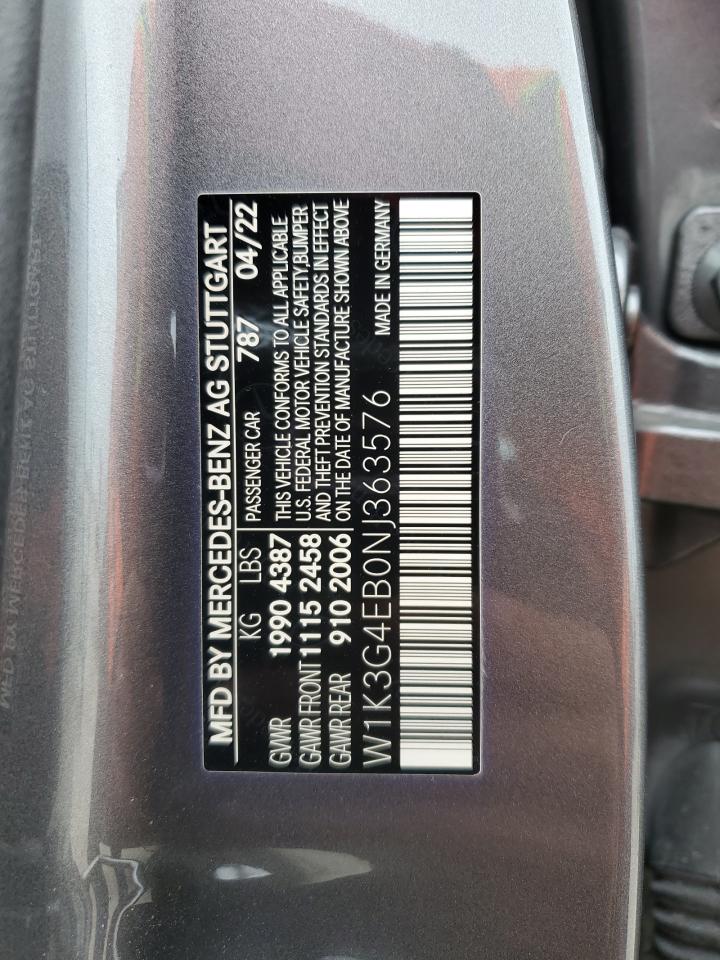 MFD BY MERCEDES-BENZ AG STUTTGART
KG LBS PASSENGER CAR 787 04/22
GVWR 1990 4387 THIS VEHICLE CONFORMS TO ALL APPLICABLE
GAWR FRONT 1115 2458 U.S. FEDERAL MOTOR VEHICLE SAFETY, BUMPER
GAWR REAR 910 2006 AND THEFT PREVENTION STANDARDS IN EFFECT
ON THE DATE OF MANUFACTURE SHOWN ABOVE
W1K3G4EB0NJ363576 MADE IN GERMANY